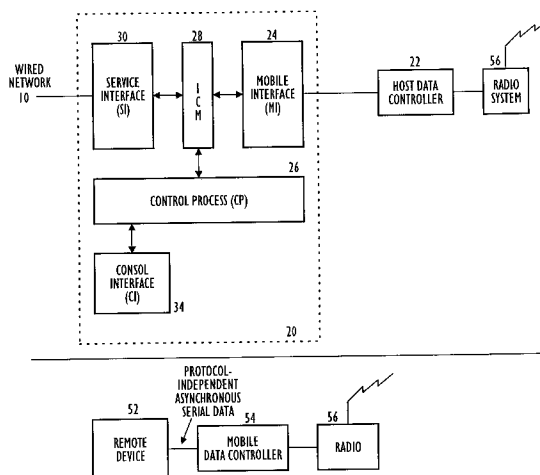 30
28
24
22
56
WIRED
NETWORK
10
SERVICE
INTERFACE
(SI)
I
C
M
MOBILE
INTERFACE
(MI)
HOST DATA
CONTROLLER
RADIO
SYSTEM
26
CONTROL PROCESS (CP)
CONSOL
INTERFACE
(CI)
34
20
PROTOCOL-
INDEPENDENT
ASYNCHRONOUS
SERIAL DATA
52
54
56
REMOTE
DEVICE
MOBILE
DATA CONTROLLER
RADIO